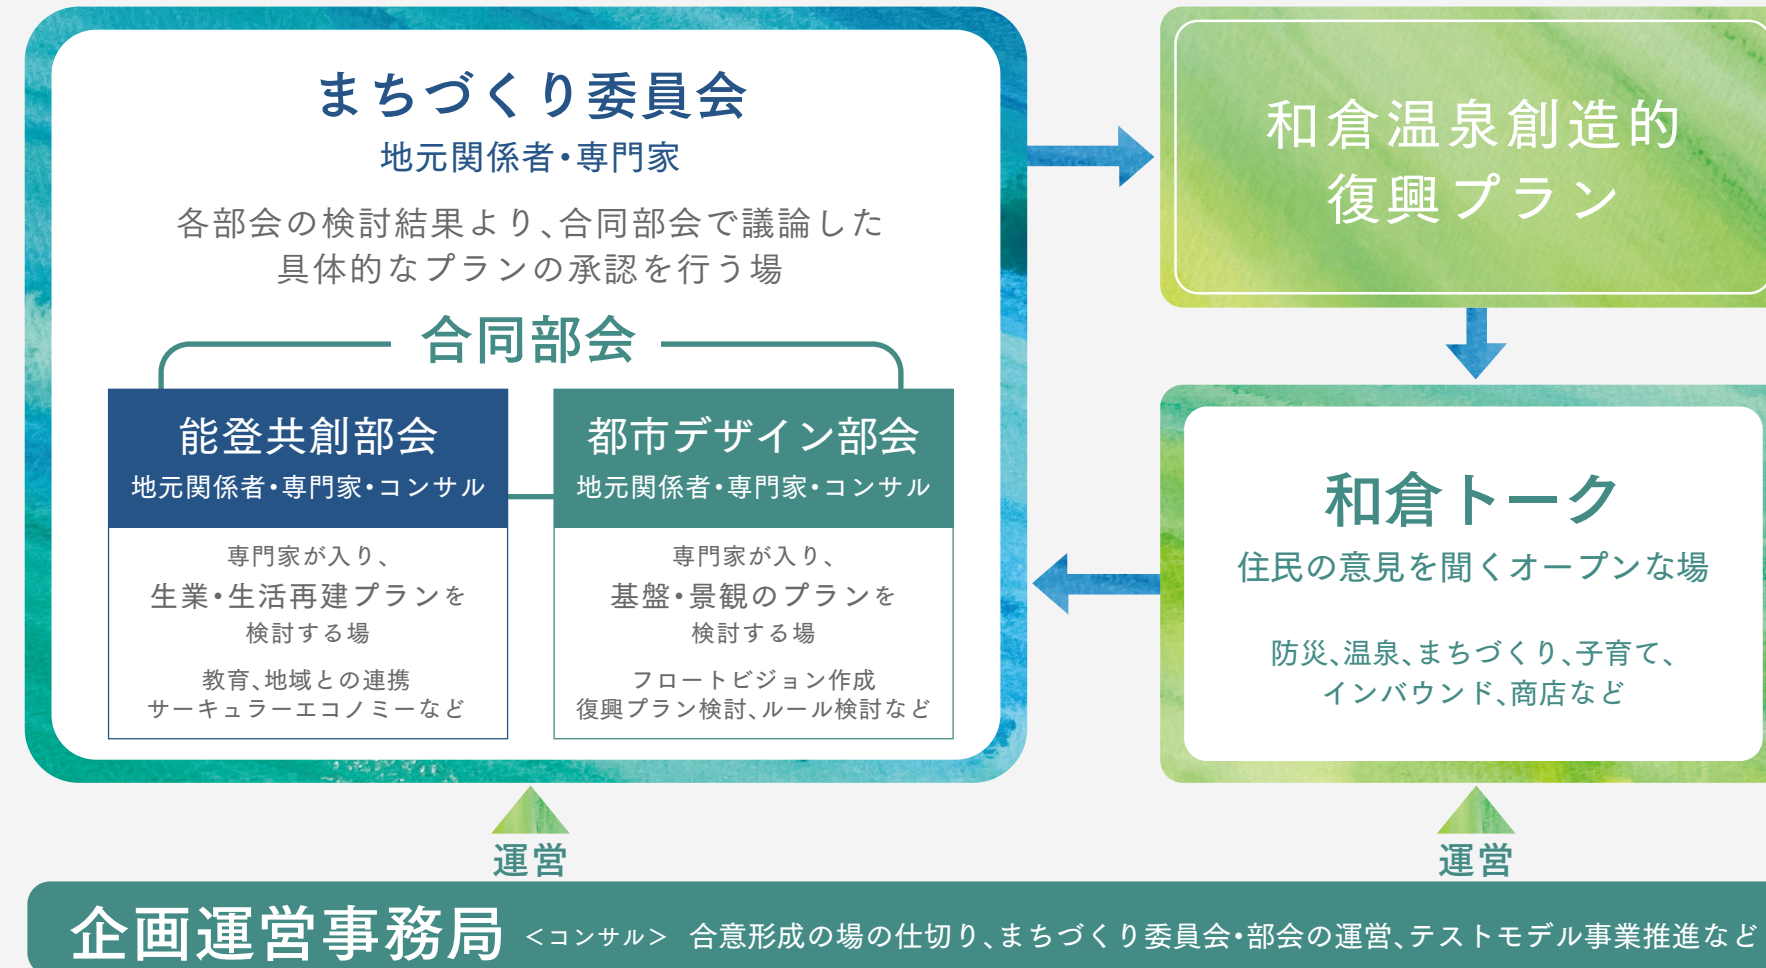 まちづくり委員会
地元関係者・専門家
各部会の検討結果より、合同部会で議論した
具体的なプランの承認を行う場
合同部会
能登共創部会
地元関係者・専門家・コンサル
専門家が入り、
生業・生活再建プランを
検討する場
教育、地域との連携
サーキュラーエコノミーなど
都市デザイン部会
地元関係者・専門家・コンサル
専門家が入り、
基盤・景観のプランを
検討する場
フロートビジョン作成
復興プラン検討、ルール検討など
和倉温泉創造的
復興プラン
和倉トーク
住民の意見を聞くオープンな場
防災、温泉、まちづくり、子育て、
インバウンド、商店など
運営
運営
企画運営事務局 <コンサル> 合意形成の場の仕切り、まちづくり委員会・部会の運営、テストモデル事業推進など